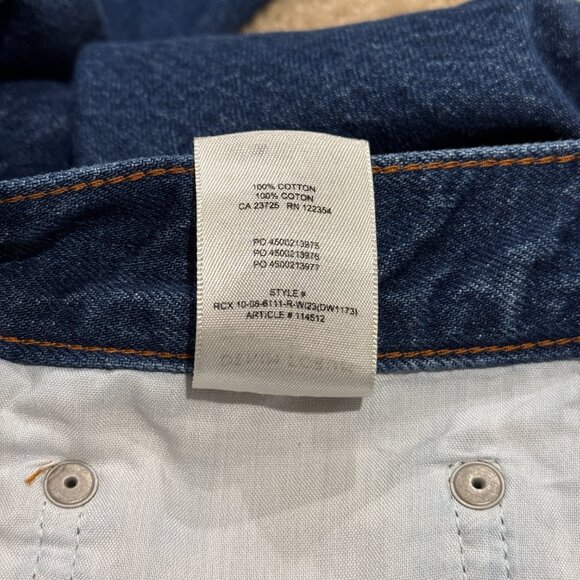 100% COTTON
100% COTON
CA 23725 RN 122354
PO 4500213975
PO 4500213976
PO 4500213977
STYLE #
RCX 10-08-6111-R-WI23(DW1173)
ARTICLE # 114512